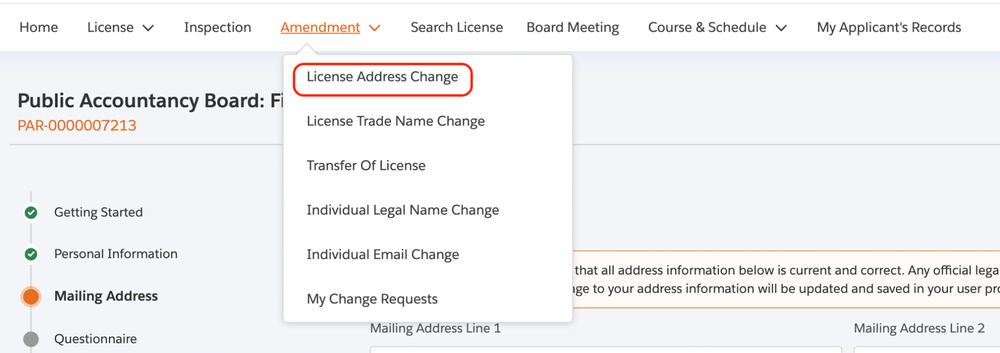 Home License Inspection Amendment Search License Board Meeting Course & Schedule My Applicant's Records
License Address Change
License Trade Name Change
Transfer Of License
Individual Legal Name Change
Individual Email Change
My Change Requests
Public Accountancy Board:
PAR-0000007213
Getting Started
Personal Information
Mailing Address
Questionnaire
that all address information below is current and correct. Any official
to your address information will be updated and saved in your user
Mailing Address Line 1
Mailing Address Line 2